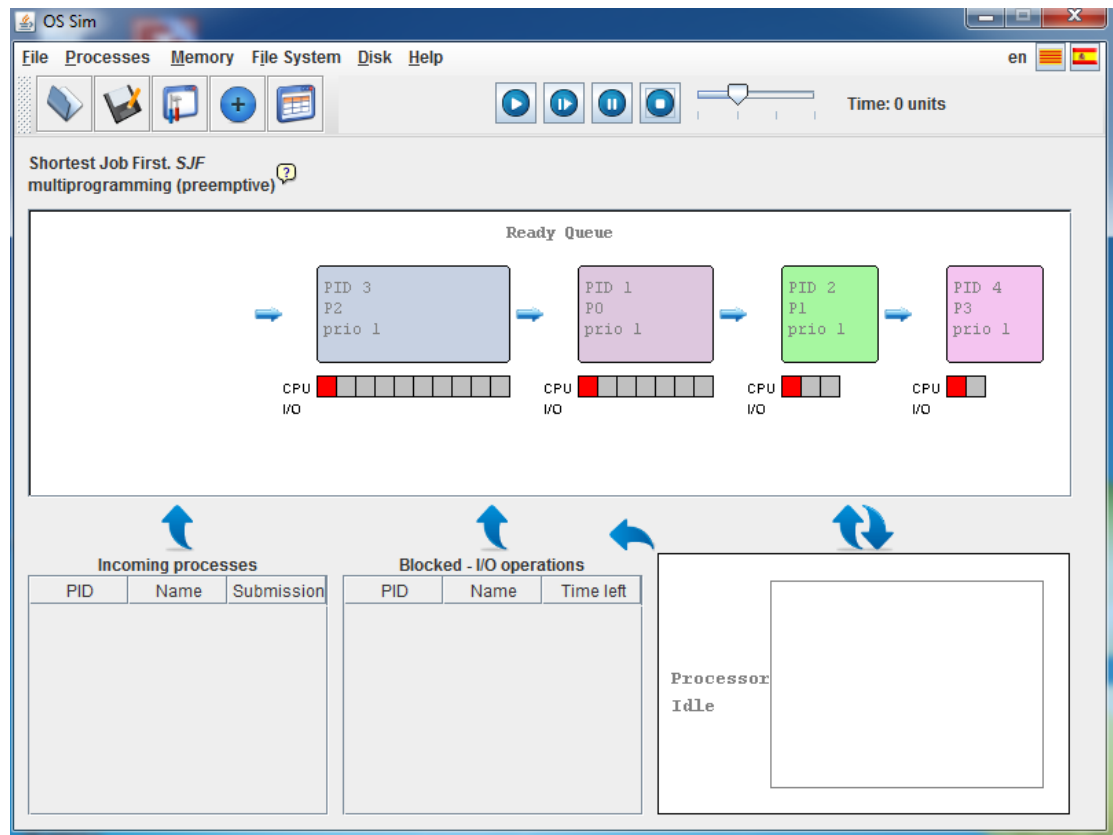 OS Sim
File Processes Memory File System Disk Help en
Time: 0 units
Shortest Job First. SJF
multiprogramming (preemptive) ?
Ready Queue
PID 3
P2
prio 1
CPU
I/O
PID 1
P0
prio 1
CPU
I/O
PID 2
P1
prio 1
CPU
I/O
PID 4
P3
prio 1
CPU
I/O
Incoming processes
PID Name Submission
Blocked - I/O operations
PID Name Time left
Processor
Idle